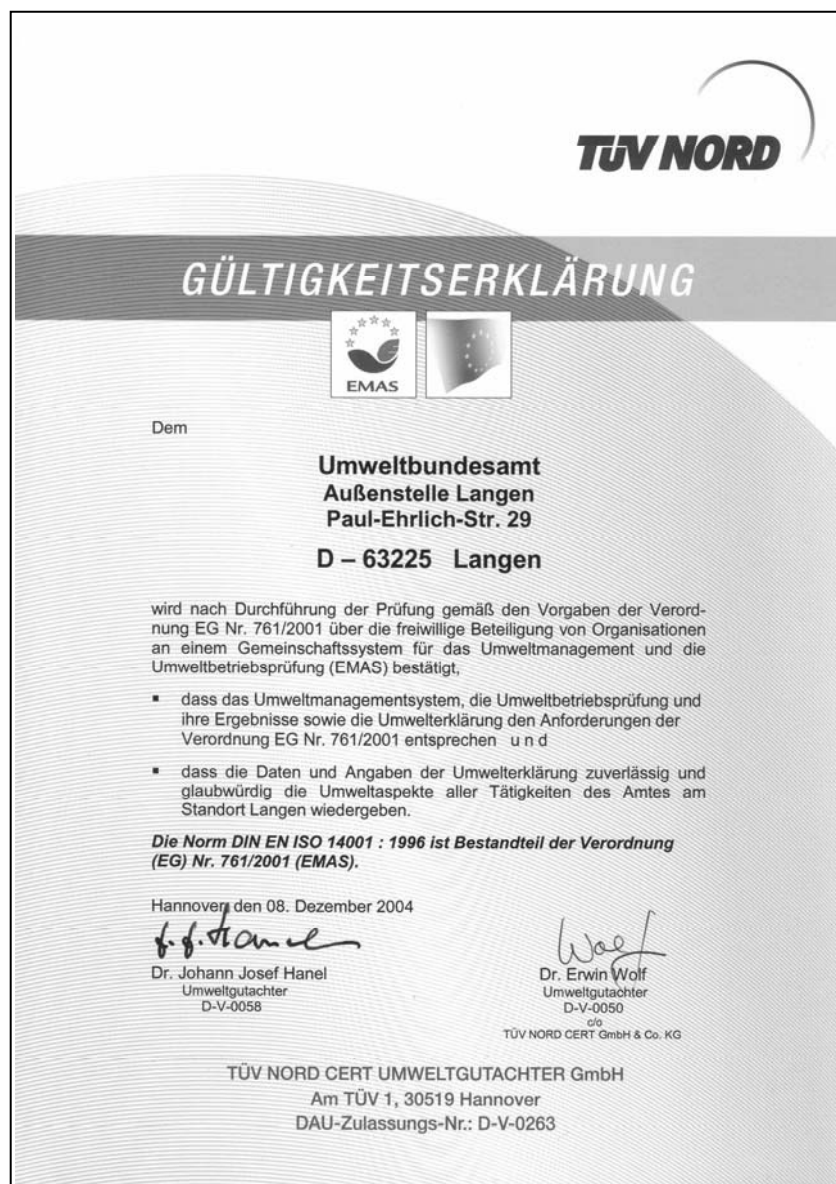 TÜV NORD
GÜLTIGKEITSERKLÄRUNG
EMAS
Dem
Umweltbundesamt
Außenstelle Langen
Paul-Ehrlich-Str. 29
D – 63225 Langen
wird nach Durchführung der Prüfung gemäß den Vorgaben der Verord-
nung EG Nr. 761/2001 über die freiwillige Beteiligung von Organisationen
an einem Gemeinschaftssystem für das Umweltmanagement und die
Umweltbetriebsprüfung (EMAS) bestätigt,
▪ dass das Umweltmanagementsystem, die Umweltbetriebsprüfung und
ihre Ergebnisse sowie die Umwelterklärung den Anforderungen der
Verordnung EG Nr. 761/2001 entsprechen u n d
▪ dass die Daten und Angaben der Umwelterklärung zuverlässig und
glaubwürdig die Umweltaspekte aller Tätigkeiten des Amtes am
Standort Langen wiedergeben.
Die Norm DIN EN ISO 14001 : 1996 ist Bestandteil der Verordnung
(EG) Nr. 761/2001 (EMAS).
Hannover, den 08. Dezember 2004
J. J. Hanel
Dr. Johann Josef Hanel
Umweltgutachter
D-V-0058
Wolf
Dr. Erwin Wolf
Umweltgutachter
D-V-0050
c/o
TÜV NORD CERT GmbH & Co. KG
TÜV NORD CERT UMWELTGUTACHTER GmbH
Am TÜV 1, 30519 Hannover
DAU-Zulassungs-Nr.: D-V-0263